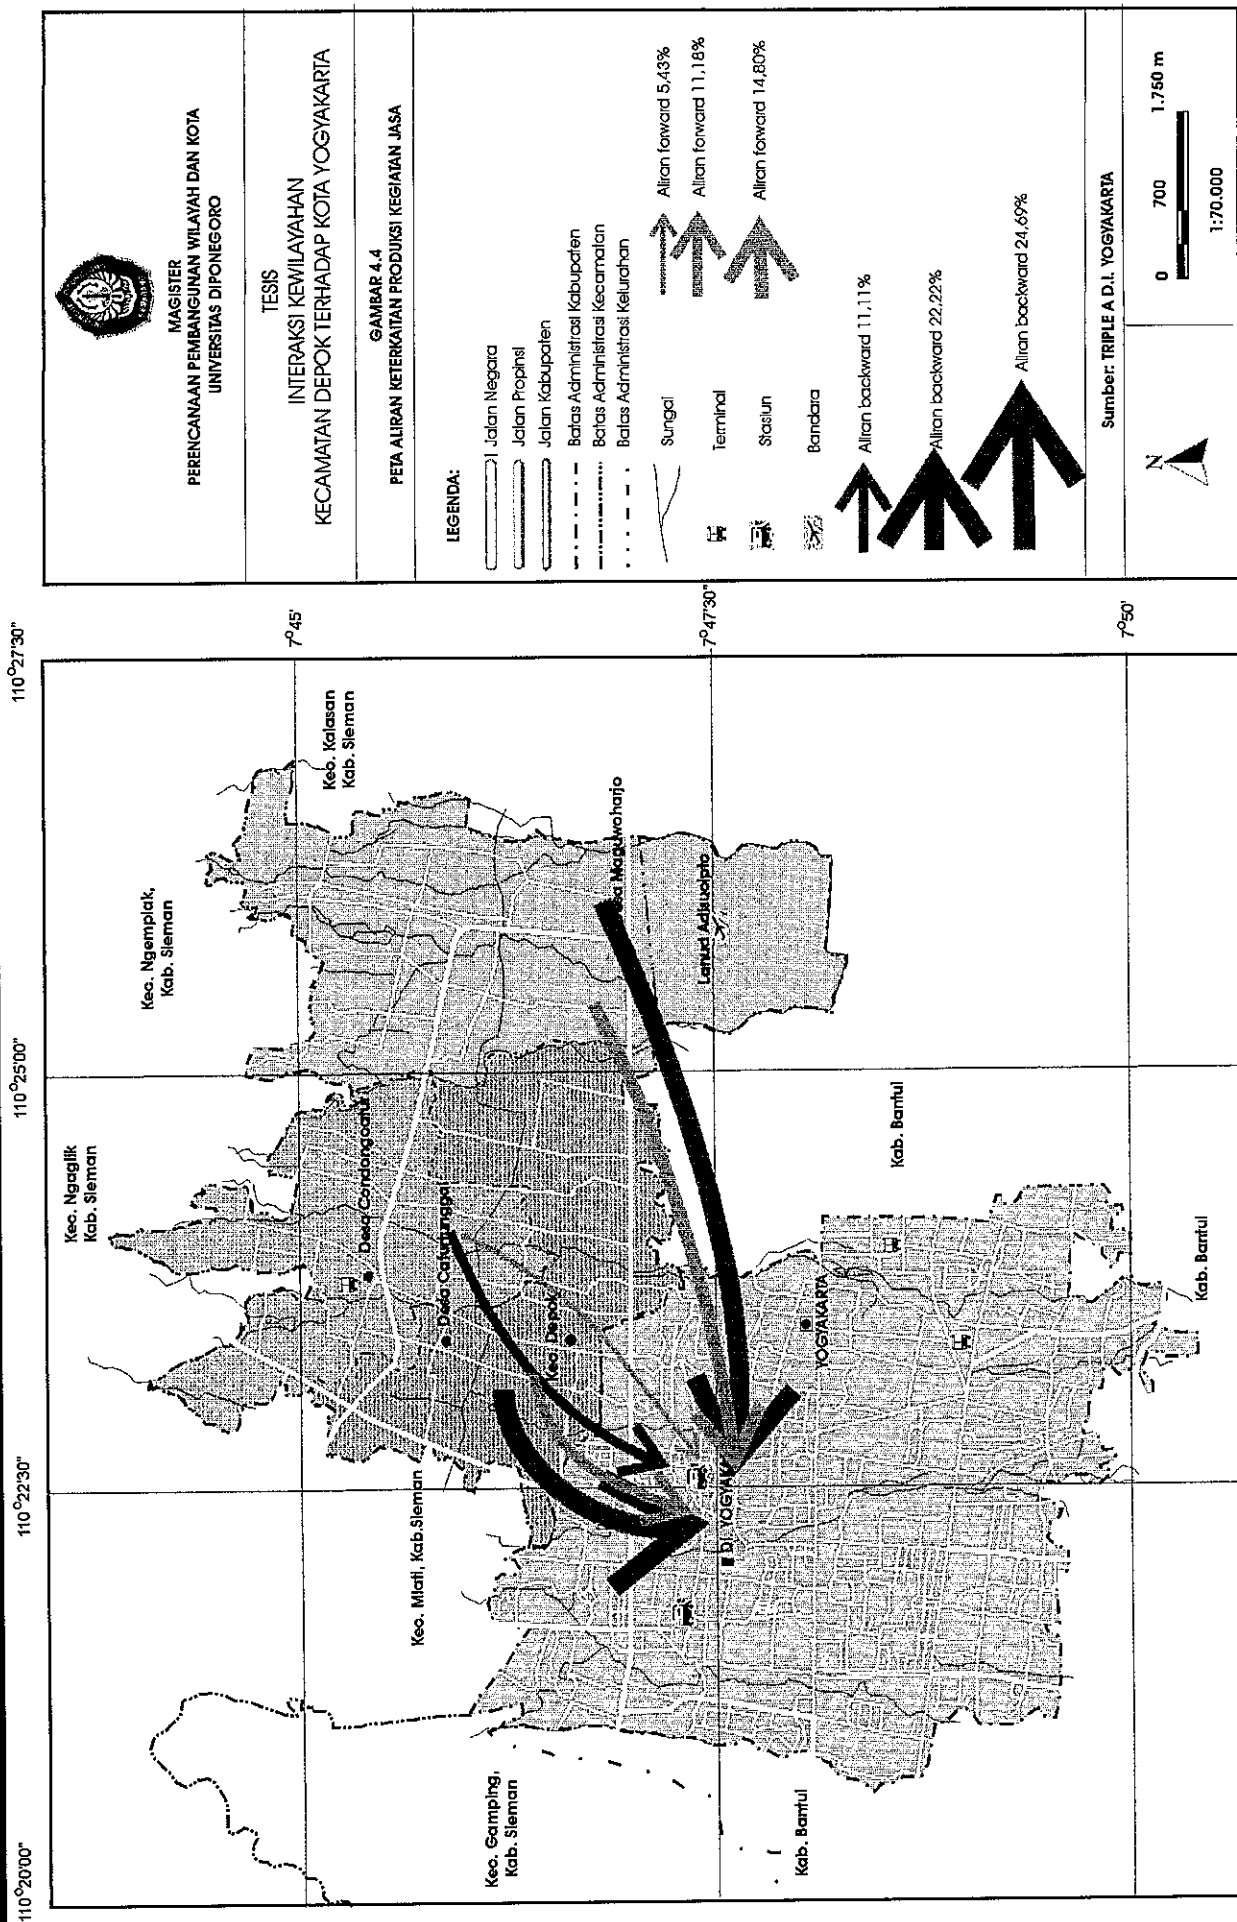 MAGISTER
PERENCANAAN PEMBANGUNAN WILAYAH DAN KOTA
UNIVERSITAS DIPONEGORO
TESIS
INTERAKSI KEWILAYAHAN
KECAMATAN DEPOK TERHADAP KOTA YOGYAKARTA
GAMBAR 4.4
PETA ALIRAN KETERKAITAN PRODUKSI KEGIATAN JASA
LEGENDA:
Jalan Negara
Jalan Propinsi
Jalan Kabupaten
Batas Administrasi Kabupaten
Batas Administrasi Kecamatan
Batas Administrasi Kelurahan
Sungai
Terminal
Stasiun
Bandara
Aliran forward 5,43%
Aliran forward 11,18%
Aliran forward 14,80%
Aliran backward 11,11%
Aliran backward 22,22%
Aliran backward 24,69%
Sumber: TRIPLE A D.I. YOGYAKARTA
N
0 700 1.750 m
1:70.000
110°20'00"
110°22'30"
110°25'00"
110°27'30"
7°45'
7°47'30"
7°50'
Kec. Ngaglik
Kab. Sleman
Kec. Ngemplak,
Kab. Sleman
Kec. Kalasan
Kab. Sleman
Desa Condongcatur
Desa Caturtunggal
Kec. Depok
Maguwoharjo
Lanud Adisucipto
Kec. Mlati, Kab.Sleman
Kec. Gamping,
Kab. Sleman
D.I. YOGYAK
YOGYAKARTA
Kab. Bantul
Kab. Bantul
Kab. Bantul